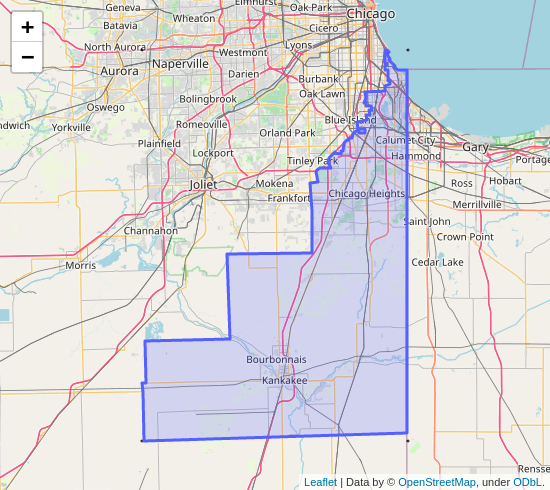 Geneva
Elmhurst
Oak Park
Chicago
Batavia
Wheaton
Cicero
+
North Aurora
Westmont
Lyons
−
Aurora
Naperville
Darien
Burbank
Oak Lawn
Oswego
Bolingbrook
ndwich
Yorkville
Romeoville
Blue Island
Orland Park
Plainfield
Calumet City
Gary
Lockport
Tinley Park
Hammond
Portage
Joliet
Mokena
Ross
Hobart
Frankfort
Chicago Heights
Merrillville
Channahon
Saint John
Crown Point
Morris
Cedar Lake
Bourbonnais
Kankakee
Rensse
Leaflet | Data by © OpenStreetMap, under ODbL.